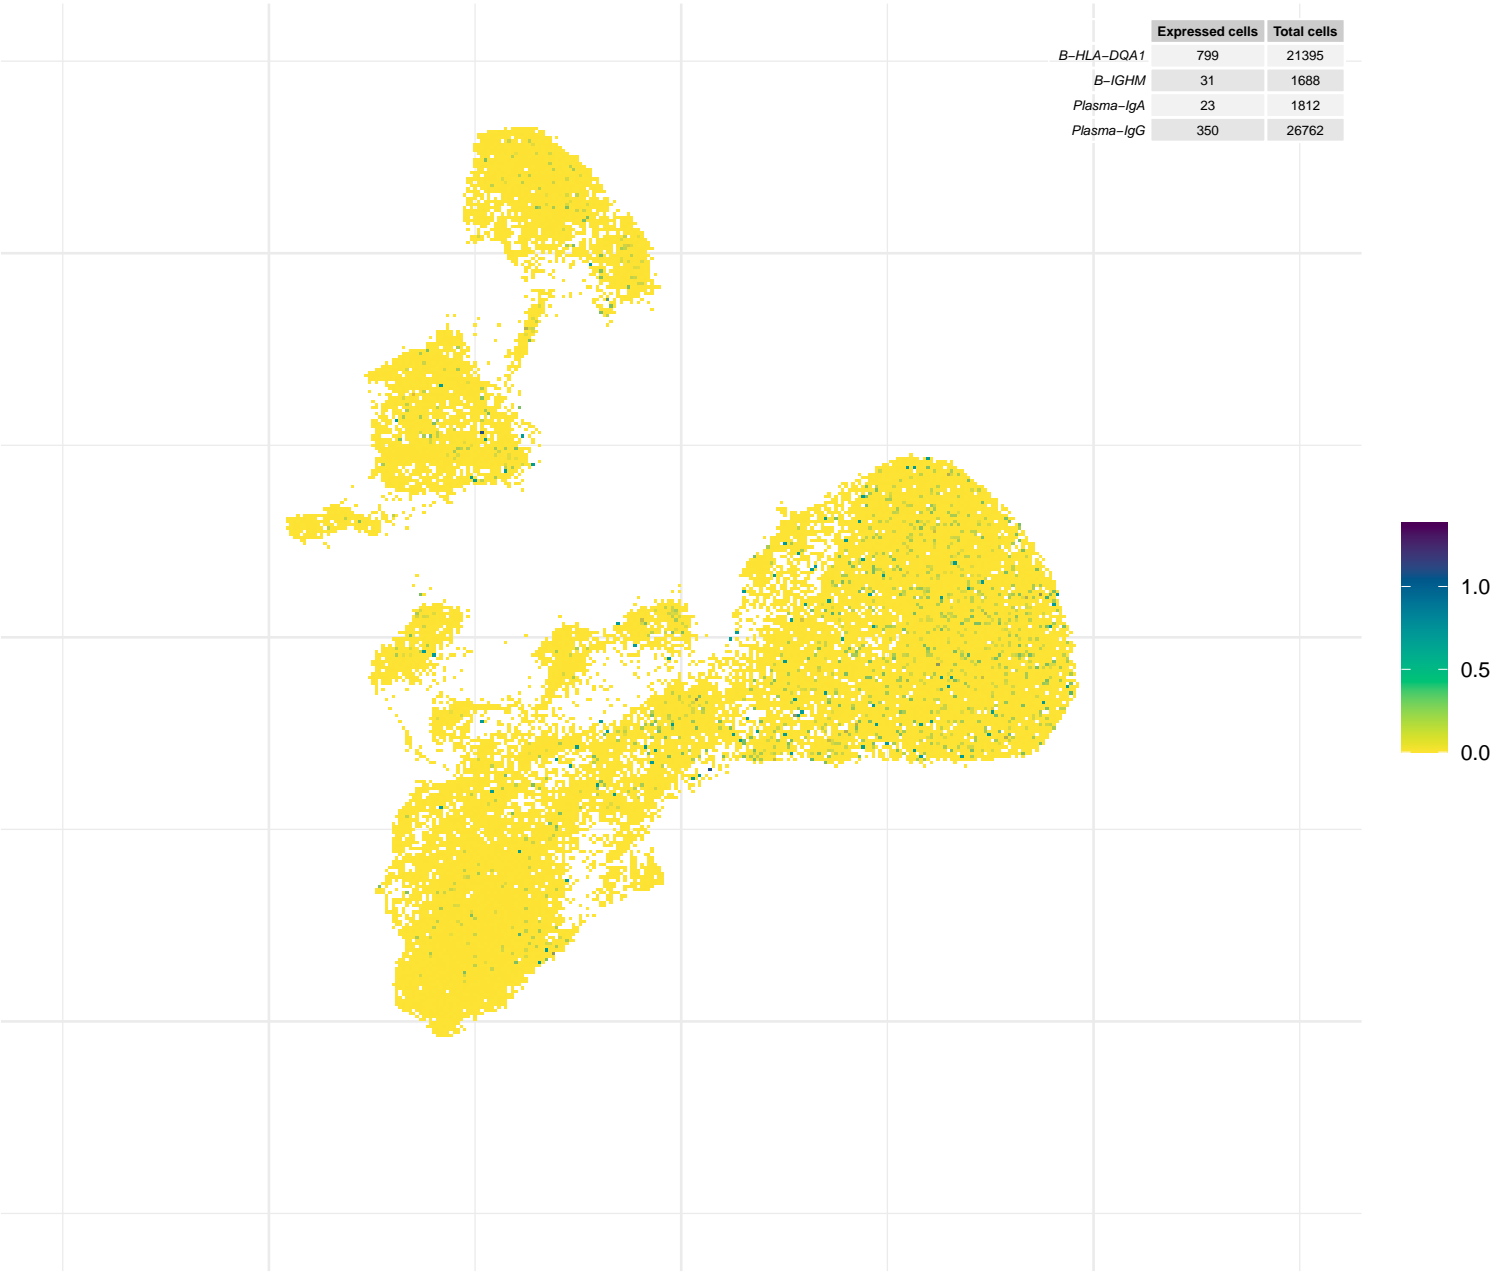 Expressed cells Total cells
B−HLA−DQA1 799 21395
B−IGHM 31 1688
Plasma−IgA 23 1812
Plasma−IgG 350 26762
1.0
0.5
0.0